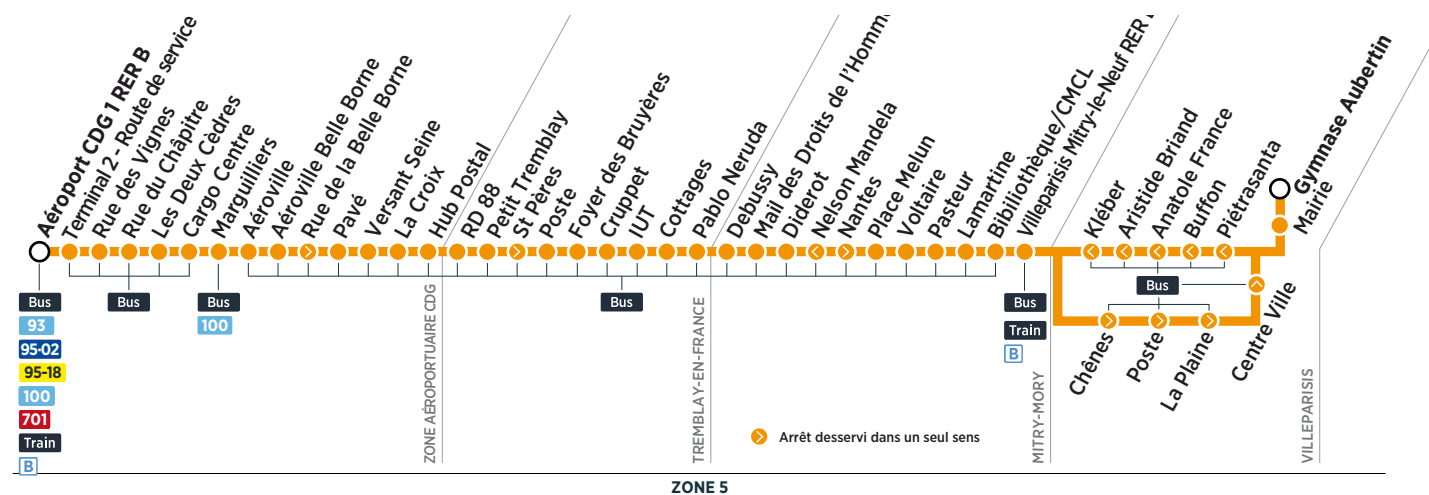 Aéroport CDG 1 RER B
Terminal 2 - Route de service
Rue des Vignes
Rue du Châpitre
Les Deux Cèdres
Cargo Centre
Marguilliers
Aéroville
Aéroville Belle Borne
Rue de la Belle Borne
Pavé
Versant Seine
La Croix
Hub Postal
RD 88
Petit Tremblay
St Pères
Poste
Foyer des Bruyères
Cruppet
IUT
Cottages
Pablo Neruda
Debussy
Mail des Droits de l'Homm
Diderot
Nelson Mandela
Nantes
Place Melun
Voltaire
Pasteur
Lamartine
Bibiliothèque/CMCL
Villeparisis Mitry-le-Neuf RER
Kléber
Aristide Briand
Anatole France
Buffon
Piétrasanta
Gymnase Aubertin
Mairie
Bus
93
95-02
95-18
100
701
Train
B
Bus
Bus
100
Bus
Bus
Train
B
Bus
Chênes
Poste
La Plaine
Centre Ville
ZONE AÉROPORTUAIRE CDG
TREMBLAY-EN-FRANCE
MITRY-MORY
VILLEPARISIS
Arrêt desservi dans un seul sens
ZONE 5